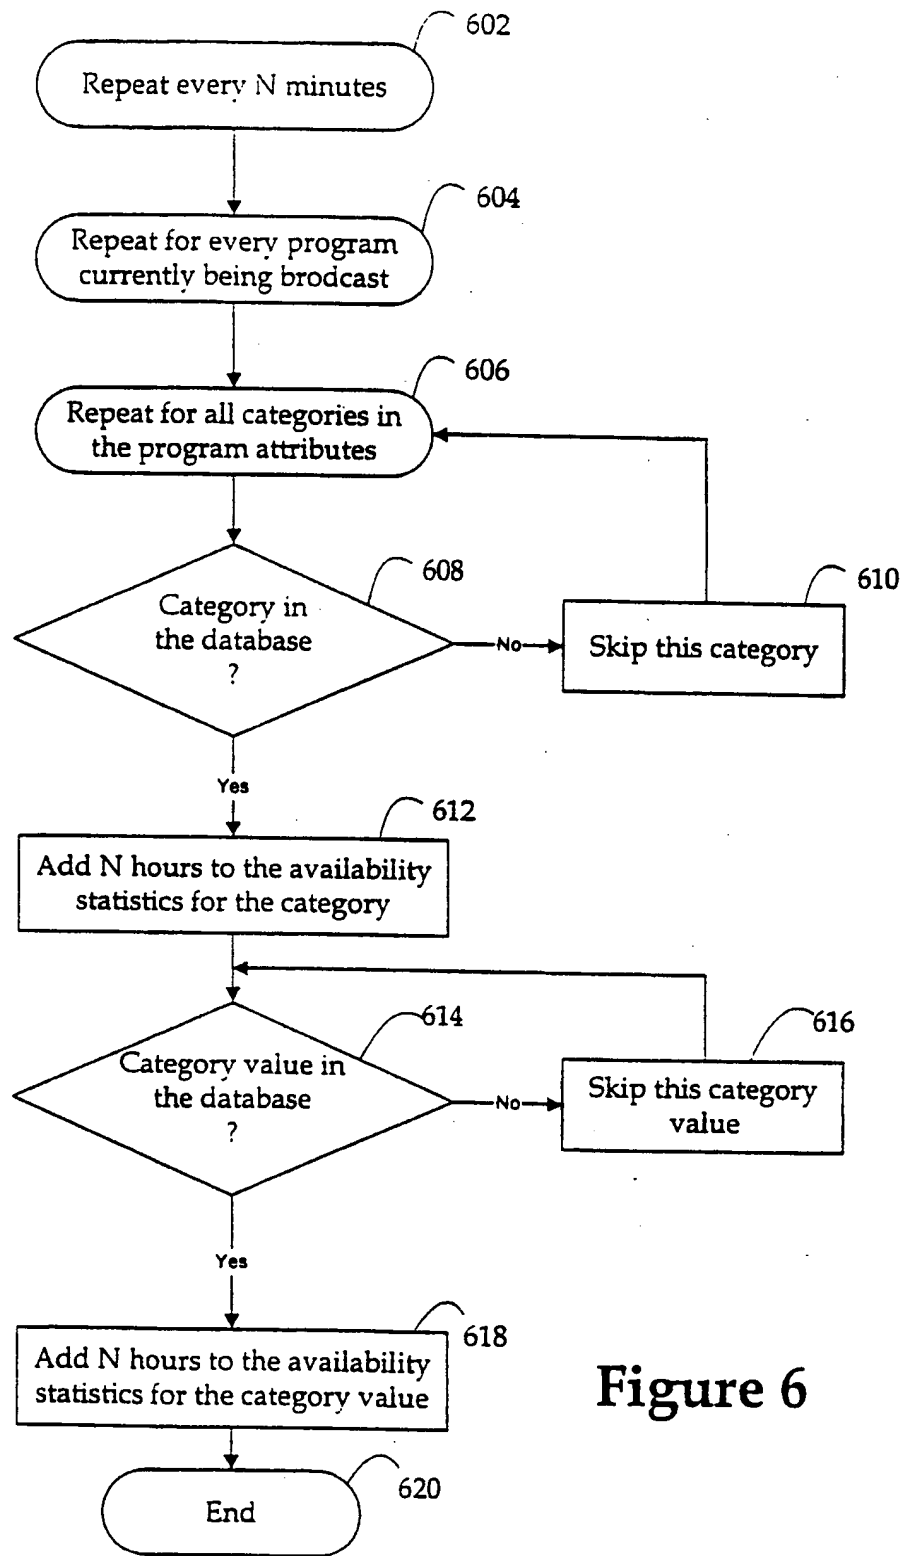 602
Repeat every N minutes
604
Repeat for every program
currently being brodcast
606
Repeat for all categories in
the program attributes
608
Category in
the database
?
No
610
Skip this category
Yes
612
Add N hours to the availability
statistics for the category
614
Category value in
the database
?
No
616
Skip this category
value
Yes
618
Add N hours to the availability
statistics for the category value
Figure 6
620
End